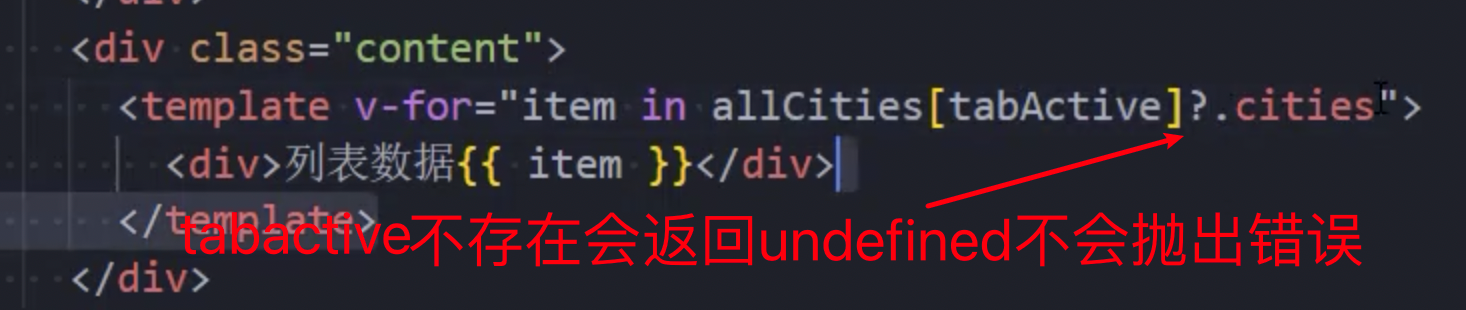 </div>
<div class="content">
<template v-for="item in allCities[tabActive]?.cities">
<div>列表数据{{ item }}</div>
</template>
tabactive不存在会返回undefined不会抛出错误
</div>